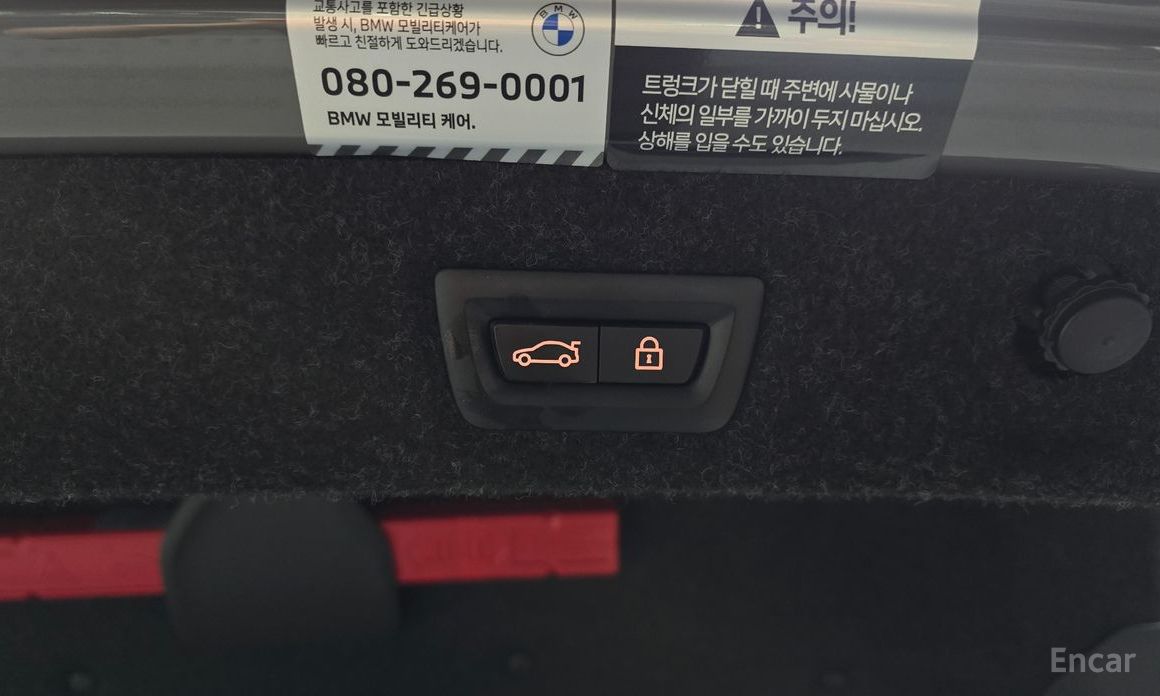 교통사고를 포함한 긴급상황
발생 시, BMW 모빌리티케어가
빠르고 친절하게 도와드리겠습니다.
BMW
080-269-0001
BMW 모빌리티 케어.
주의!
트렁크가 닫힐 때 주변에 사물이나
신체의 일부를 가까이 두지 마십시오.
상해를 입을 수도 있습니다.
Encar